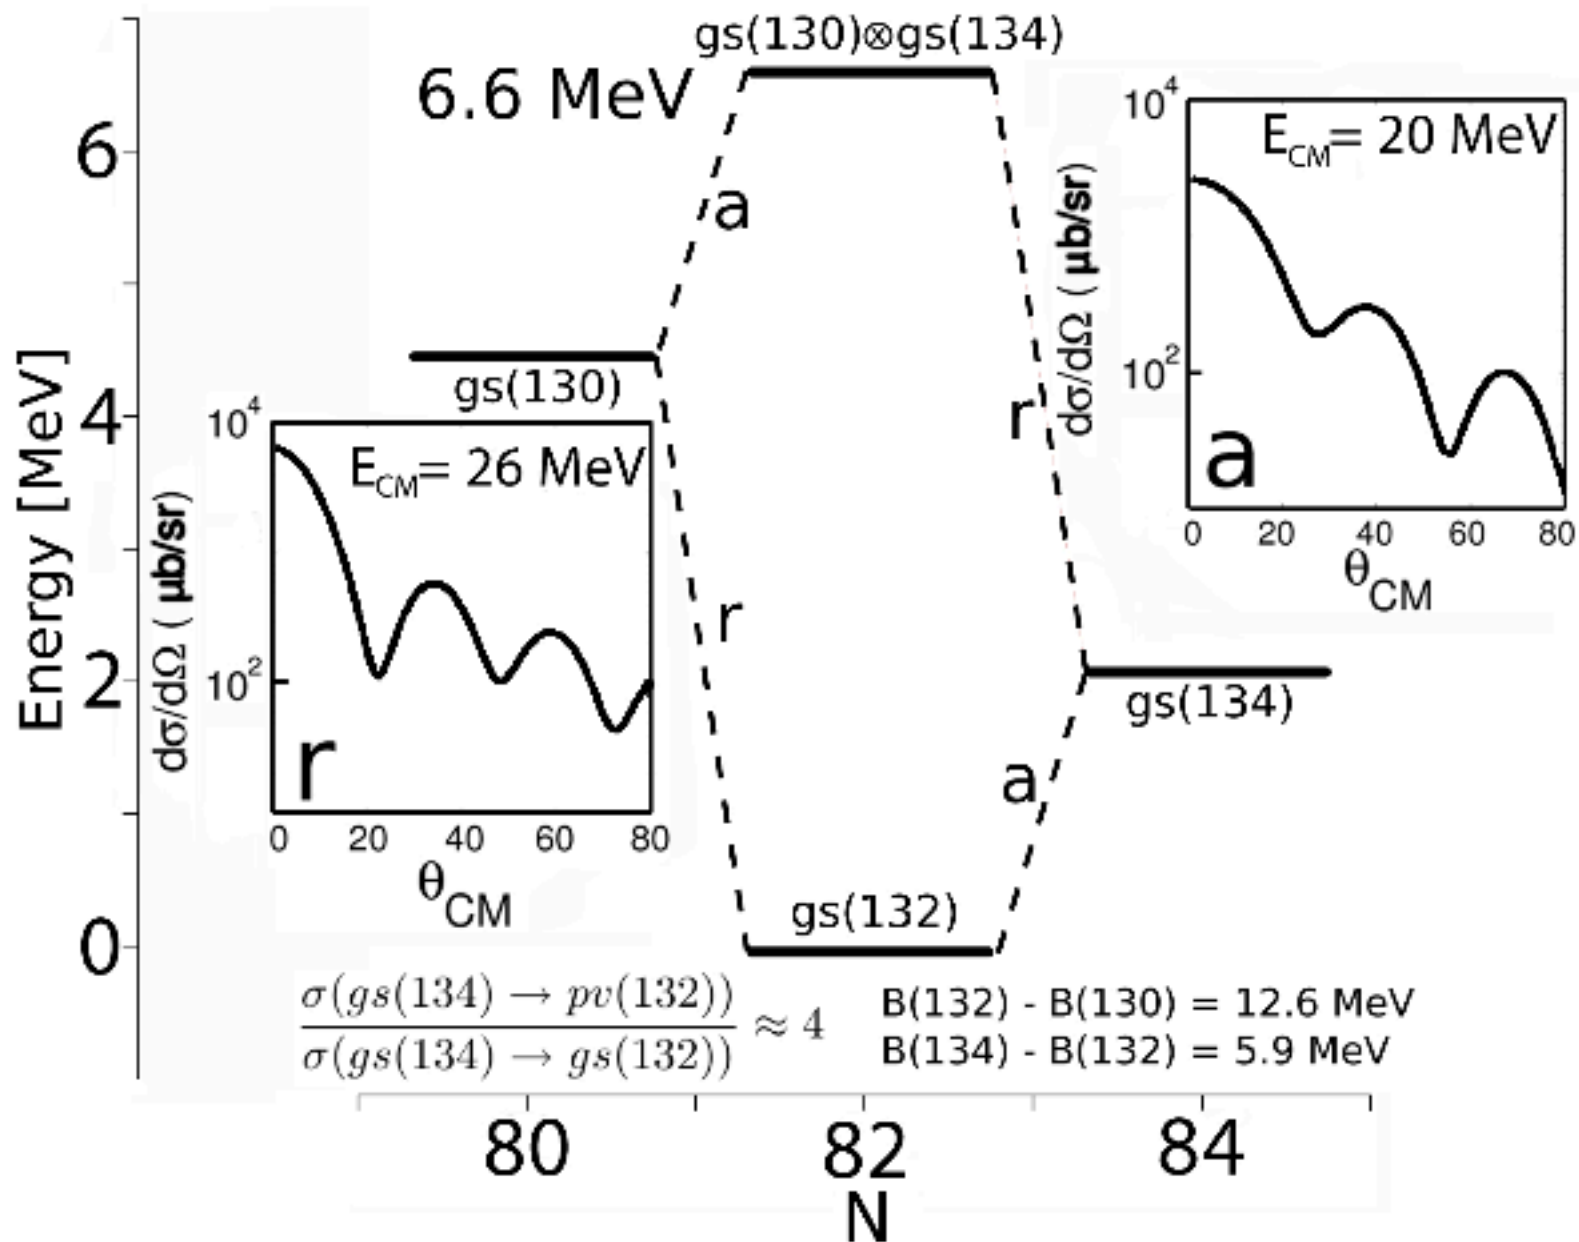 gs(130)⊗gs(134)
6.6 MeV
Energy [MeV]
6
4
2
0
a
r
r
a
gs(130)
gs(134)
gs(132)
10⁴
10²
dσ/dΩ ( μb/sr)
E_CM= 20 MeV
a
0 20 40 60 80
θ_CM
10⁴
10²
dσ/dΩ ( μb/sr)
E_CM= 26 MeV
r
0 20 40 60 80
θ_CM
σ(gs(134) → pv(132))
σ(gs(134) → gs(132))
≈ 4
B(132) - B(130) = 12.6 MeV
B(134) - B(132) = 5.9 MeV
80 82 84
N